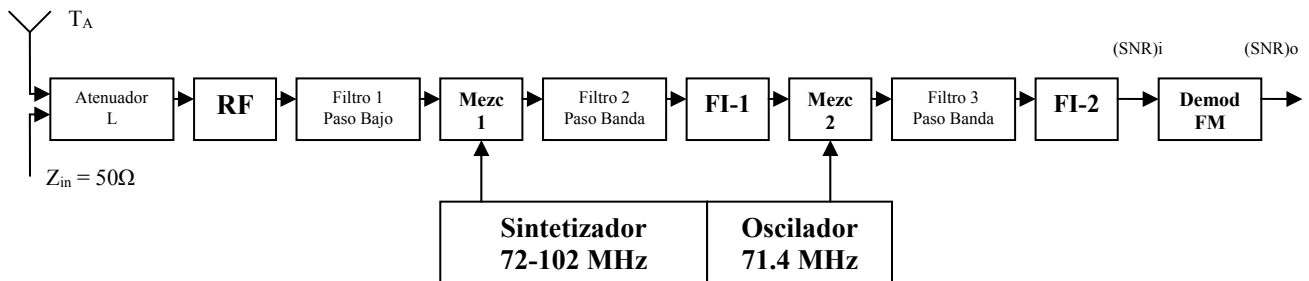 T_A
(SNR)i
(SNR)o
Atenuador
L
RF
Filtro 1
Paso Bajo
Mezc
1
Filtro 2
Paso Banda
FI-1
Mezc
2
Filtro 3
Paso Banda
FI-2
Demod
FM
Z_in = 50Ω
Sintetizador
72-102 MHz
Oscilador
71.4 MHz